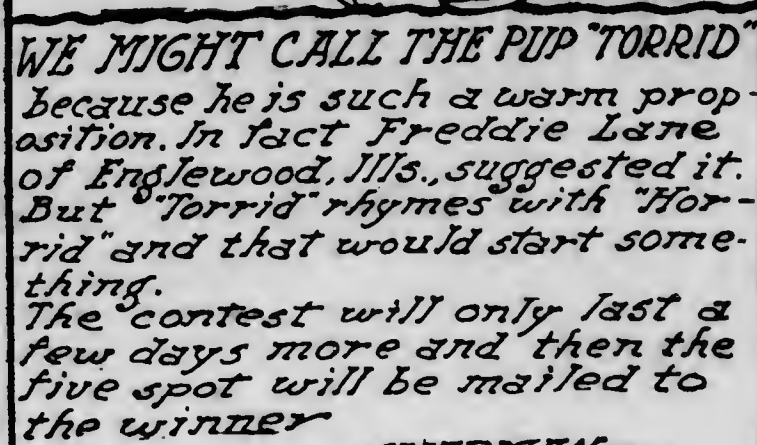 WE MIGHT CALL THE PUP "TORRID"
because he is such a warm prop-
osition. In fact Freddie Lane
of Englewood, Ills., suggested it.
But "Torrid" rhymes with "Hor-
rid" and that would start some-
thing.
The contest will only last a
few days more and then the
five spot will be mailed to
the winner